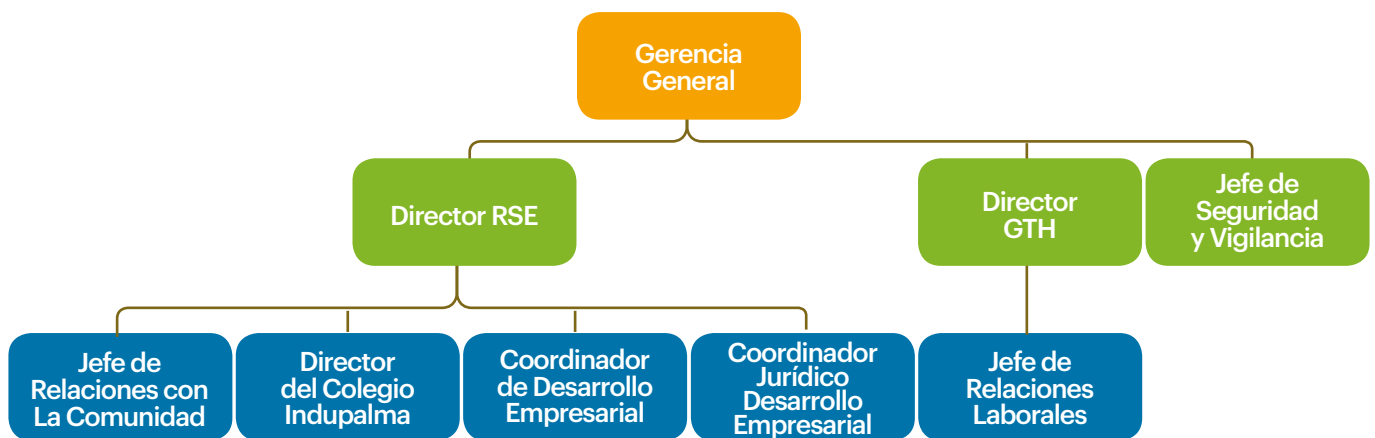 Gerencia
General
Director RSE
Director
GTH
Jefe de
Seguridad
y Vigilancia
Jefe de
Relaciones con
La Comunidad
Director
del Colegio
Indupalma
Coordinador
de Desarrollo
Empresarial
Coordinador
Jurídico
Desarrollo
Empresarial
Jefe de
Relaciones
Laborales